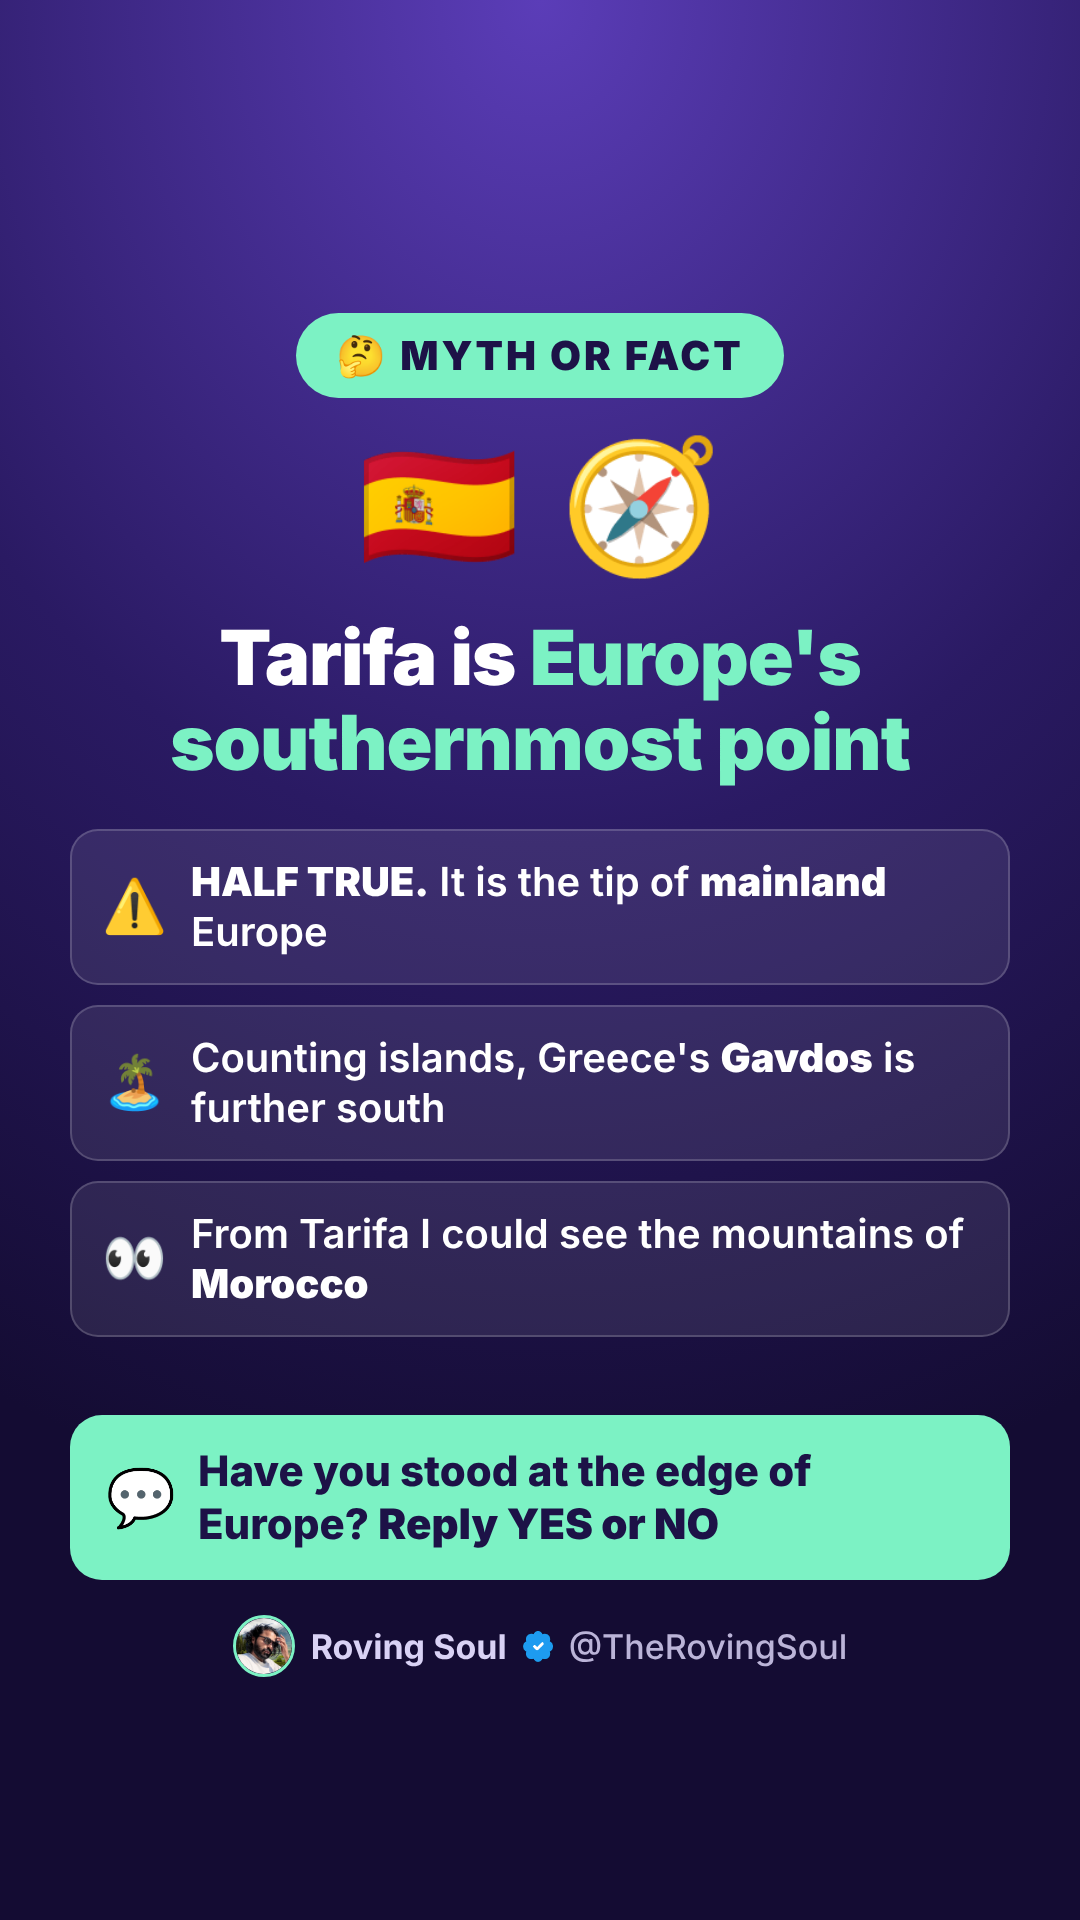 🤔 MYTH OR FACT
Tarifa is Europe's
southernmost point
HALF TRUE. It is the tip of mainland
Europe
Counting islands, Greece's Gavdos is
further south
From Tarifa I could see the mountains of
Morocco
Have you stood at the edge of
Europe? Reply YES or NO
Roving Soul @TheRovingSoul